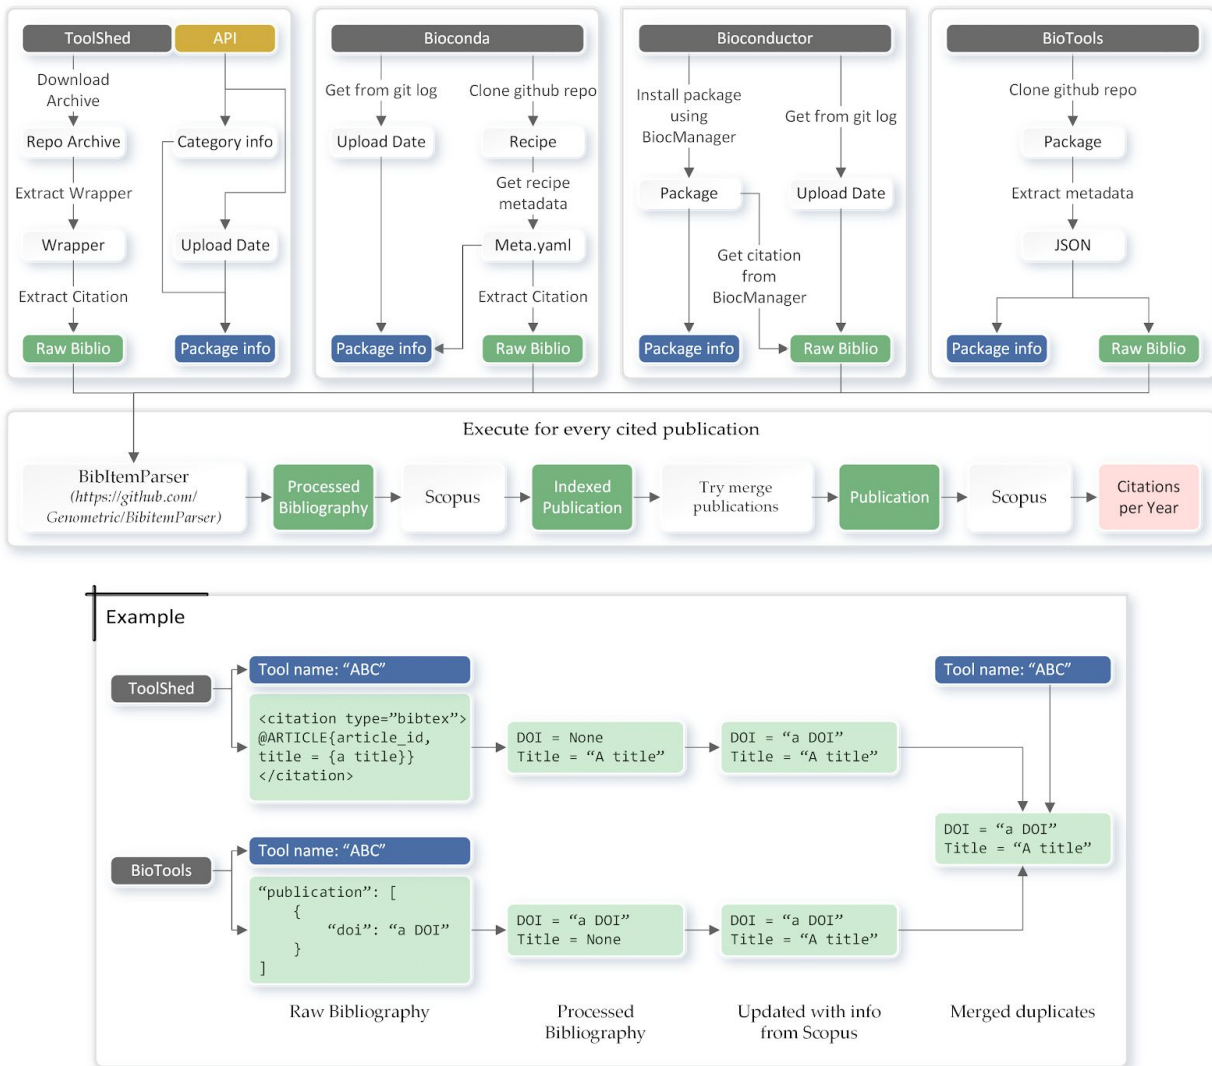 ToolShed
API
Download
Archive
Repo Archive
Category info
Extract Wrapper
Wrapper
Upload Date
Extract Citation
Raw Biblio
Package info
Bioconda
Get from git log
Clone github repo
Upload Date
Recipe
Get recipe
metadata
Meta.yaml
Extract Citation
Package info
Raw Biblio
Bioconductor
Install package
using
BiocManager
Get from git log
Package
Upload Date
Get citation
from
BiocManager
Package info
Raw Biblio
BioTools
Clone github repo
Package
Extract metadata
JSON
Package info
Raw Biblio
Execute for every cited publication
BibItemParser
(https://github.com/
Genometric/BibitemParser)
Processed
Bibliography
Scopus
Indexed
Publication
Try merge
publications
Publication
Scopus
Citations
per Year
Example
ToolShed
Tool name: “ABC”
<citation type=”bibtex”>
@ARTICLE{article_id,
title = {a title}}
</citation>
DOI = None
Title = “A title”
DOI = “a DOI”
Title = “A title”
Tool name: “ABC”
DOI = “a DOI”
Title = “A title”
BioTools
Tool name: “ABC”
“publication”: [
{
“doi”: “a DOI”
}
]
DOI = “a DOI”
Title = None
DOI = “a DOI”
Title = “A title”
Raw Bibliography
Processed
Bibliography
Updated with info
from Scopus
Merged duplicates